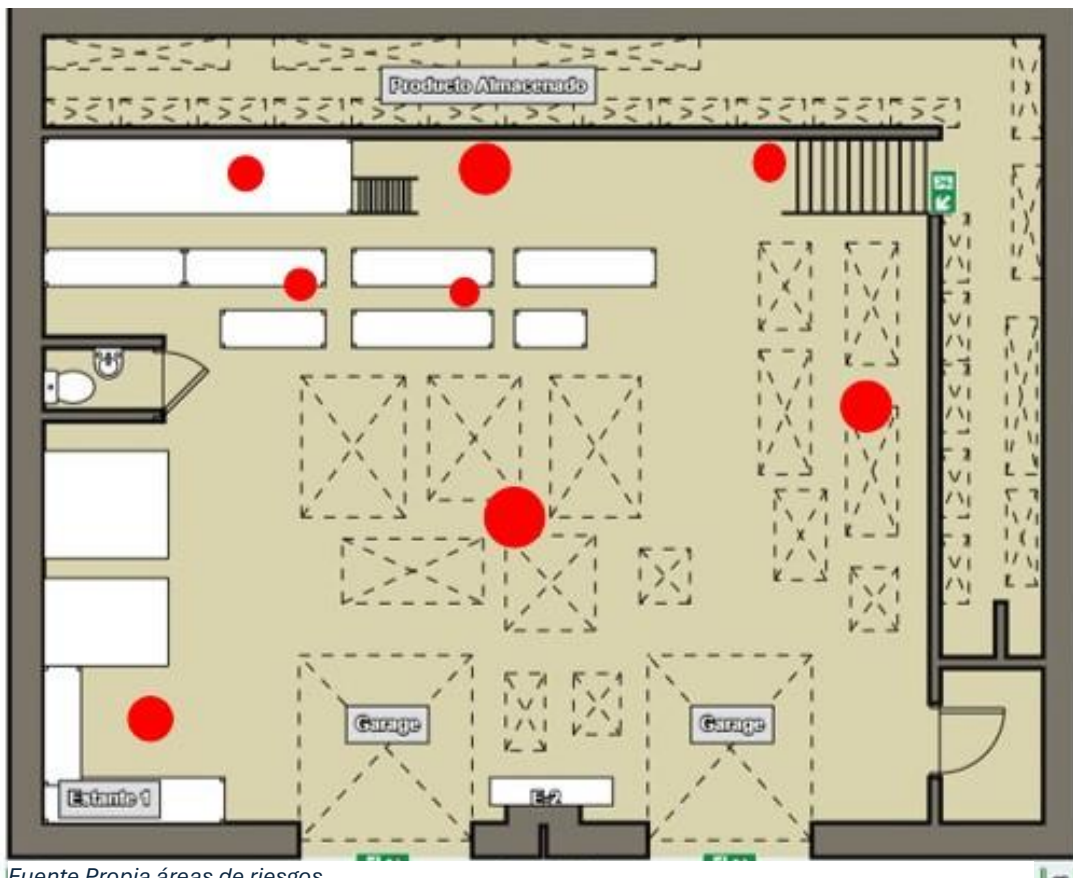 Producto Almacenado
Garage
Garage
Estante 1
E-2
Fuente Propia áreas de riesgos